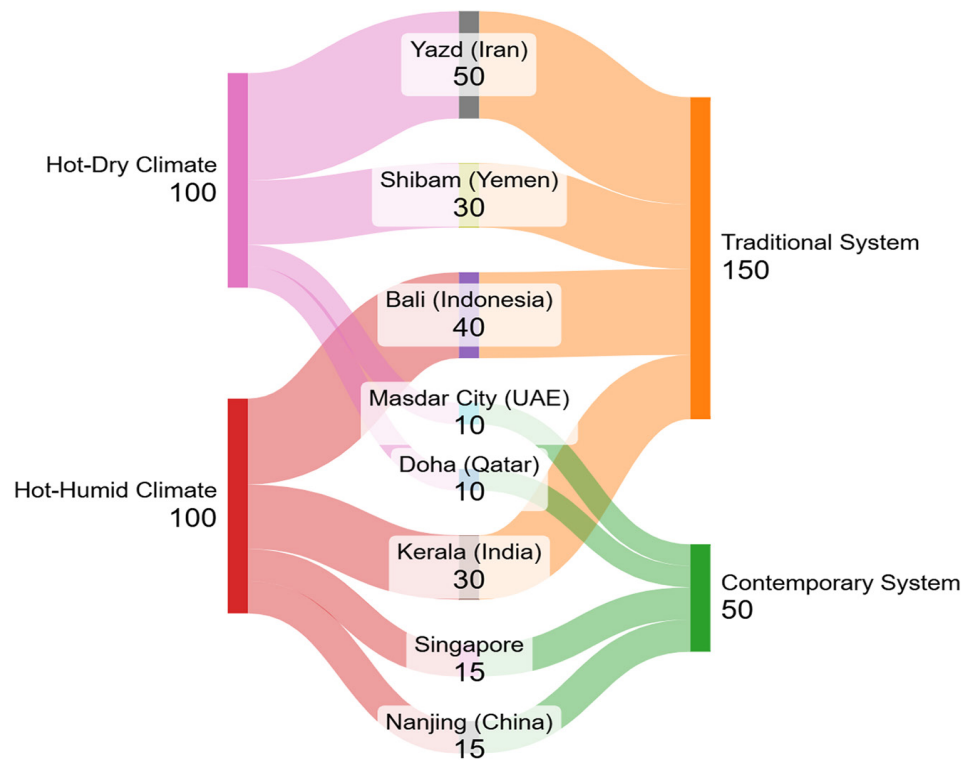 Yazd (Iran)
50
Hot-Dry Climate
100
Shibam (Yemen)
30
Traditional System
150
Bali (Indonesia)
40
Masdar City (UAE)
10
Doha (Qatar)
10
Hot-Humid Climate
100
Kerala (India)
30
Contemporary System
50
Singapore
15
Nanjing (China)
15